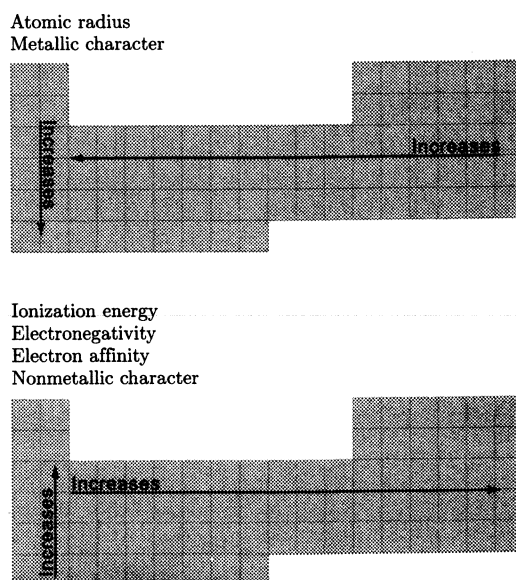 Atomic radius
Metallic character
Increases
Increases
Ionization energy
Electronegativity
Electron affinity
Nonmetallic character
Increases
Increases